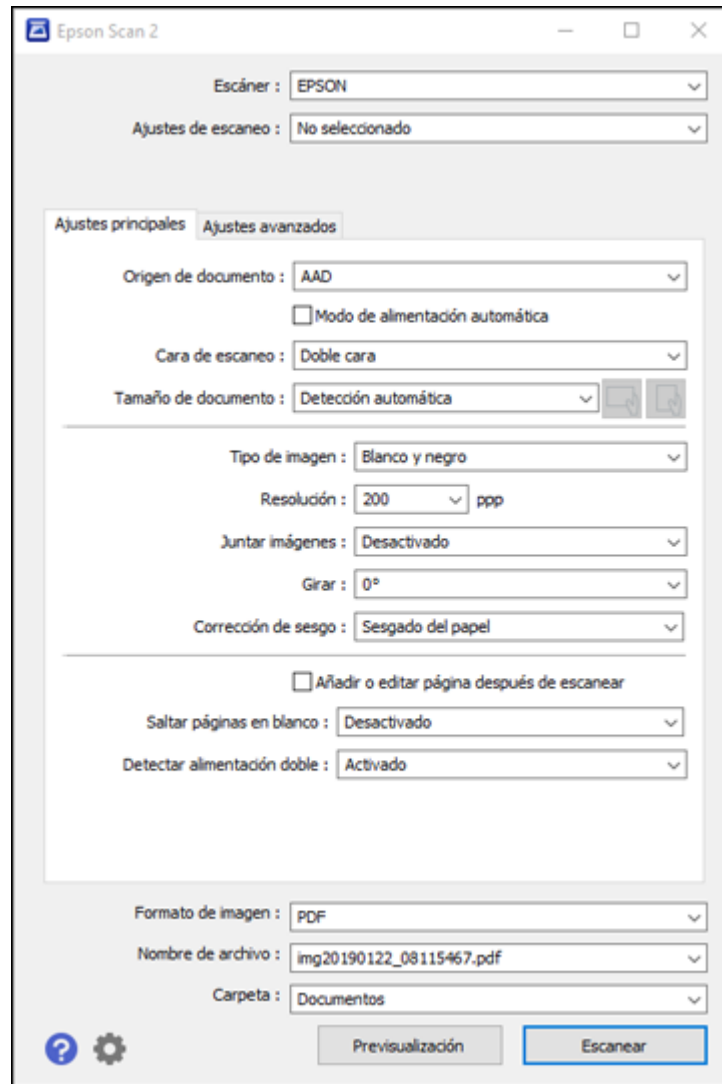 Epson Scan 2
Escáner : EPSON
Ajustes de escaneo : No seleccionado
Ajustes principales Ajustes avanzados
Origen de documento : AAD
Modo de alimentación automática
Cara de escaneo : Doble cara
Tamaño de documento : Detección automática
Tipo de imagen : Blanco y negro
Resolución : 200 ppp
Juntar imágenes : Desactivado
Girar : 0°
Corrección de sesgo : Sesgado del papel
Añadir o editar página después de escanear
Saltar páginas en blanco : Desactivado
Detectar alimentación doble : Activado
Formato de imagen : PDF
Nombre de archivo : img20190122_08115467.pdf
Carpeta : Documentos
? Previsualización Escanear